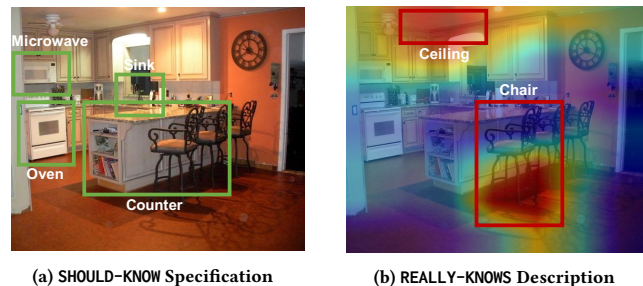 Microwave
Sink
Oven
Counter
Ceiling
Chair
(a) SHOULD-KNOW Specification
(b) REALLY-KNOWS Description